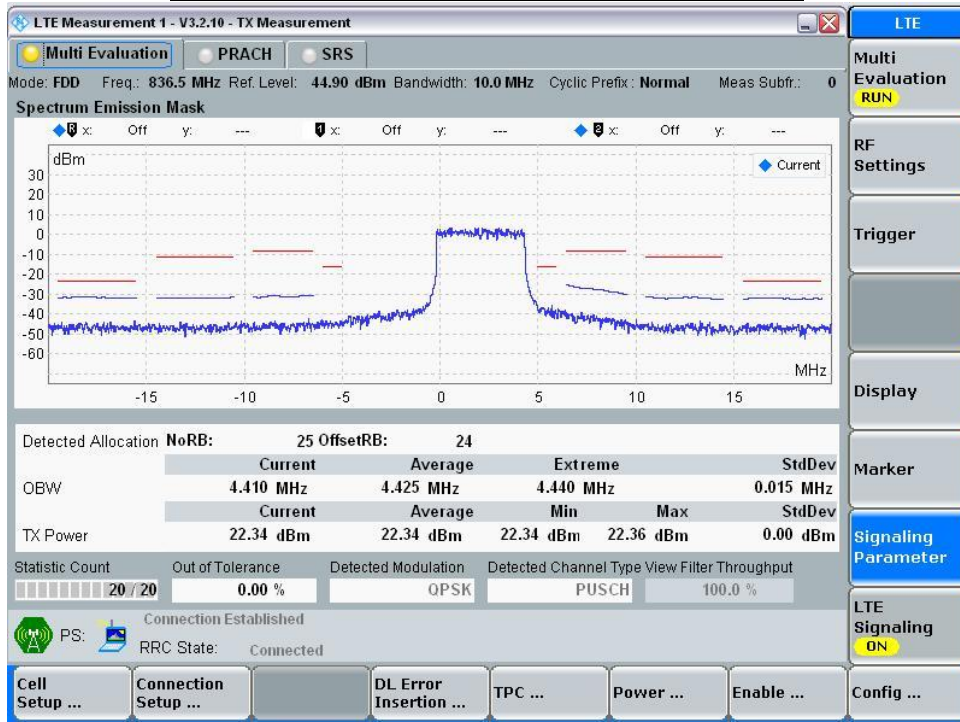 LTE Measurement 1 - V3.2.10 - TX Measurement
LTE
Multi Evaluation PRACH SRS
Multi Evaluation RUN
Mode: FDD Freq.: 836.5 MHz Ref. Level: 44.90 dBm Bandwidth: 10.0 MHz Cyclic Prefix: Normal Meas Subfr.: 0
Spectrum Emission Mask
R x: Off y: --- 1 x: Off y: --- 2 x: Off y: ---
dBm
Current
30
20
10
0
-10
-20
-30
-40
-50
-60
MHz
-15 -10 -5 0 5 10 15
RF Settings
Trigger
Display
Marker
Signaling Parameter
LTE Signaling ON
Detected Allocation NoRB: 25 OffsetRB: 24
Current Average Extreme StdDev
OBW 4.410 MHz 4.425 MHz 4.440 MHz 0.015 MHz
Current Average Min Max StdDev
TX Power 22.34 dBm 22.34 dBm 22.34 dBm 22.36 dBm 0.00 dBm
Statistic Count Out of Tolerance Detected Modulation Detected Channel Type View Filter Throughput
20 / 20 0.00 % QPSK PUSCH 100.0 %
PS: Connection Established
RRC State: Connected
Cell Setup ... Connection Setup ... DL Error Insertion ... TPC ... Power ... Enable ... Config ...